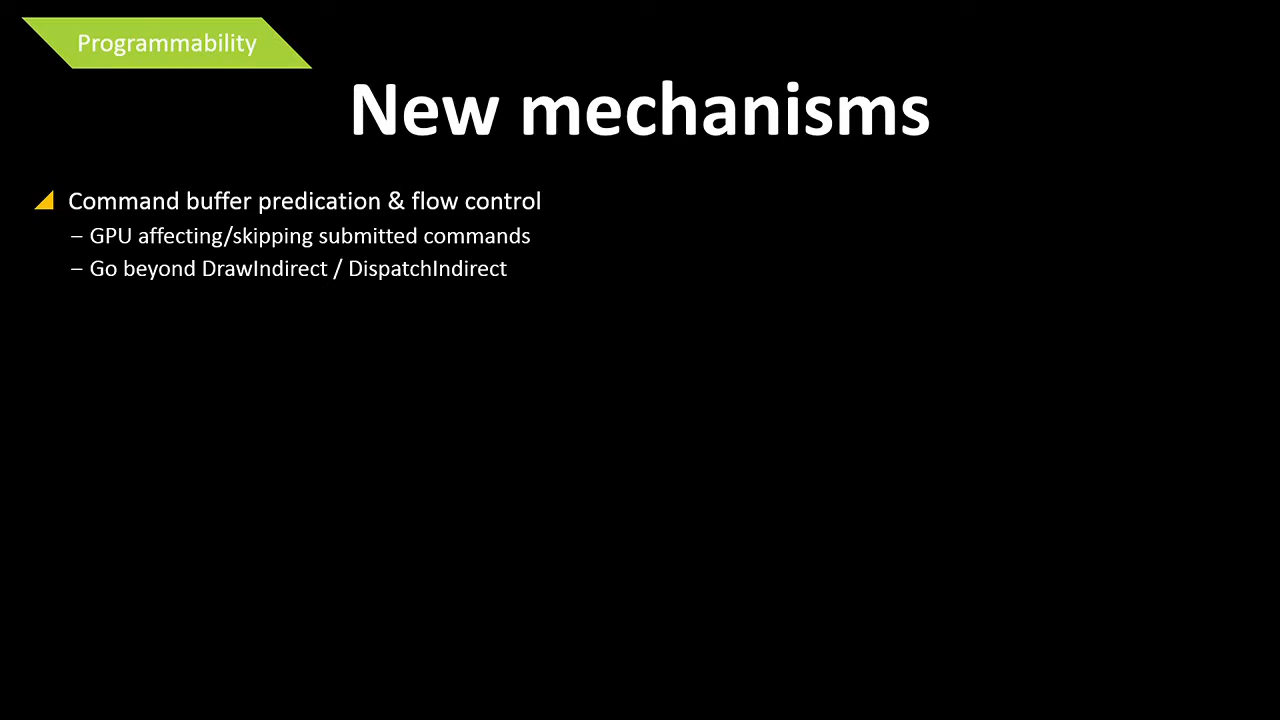 Programmability
New mechanisms
Command buffer predication & flow control
– GPU affecting/skipping submitted commands
– Go beyond DrawIndirect / DispatchIndirect